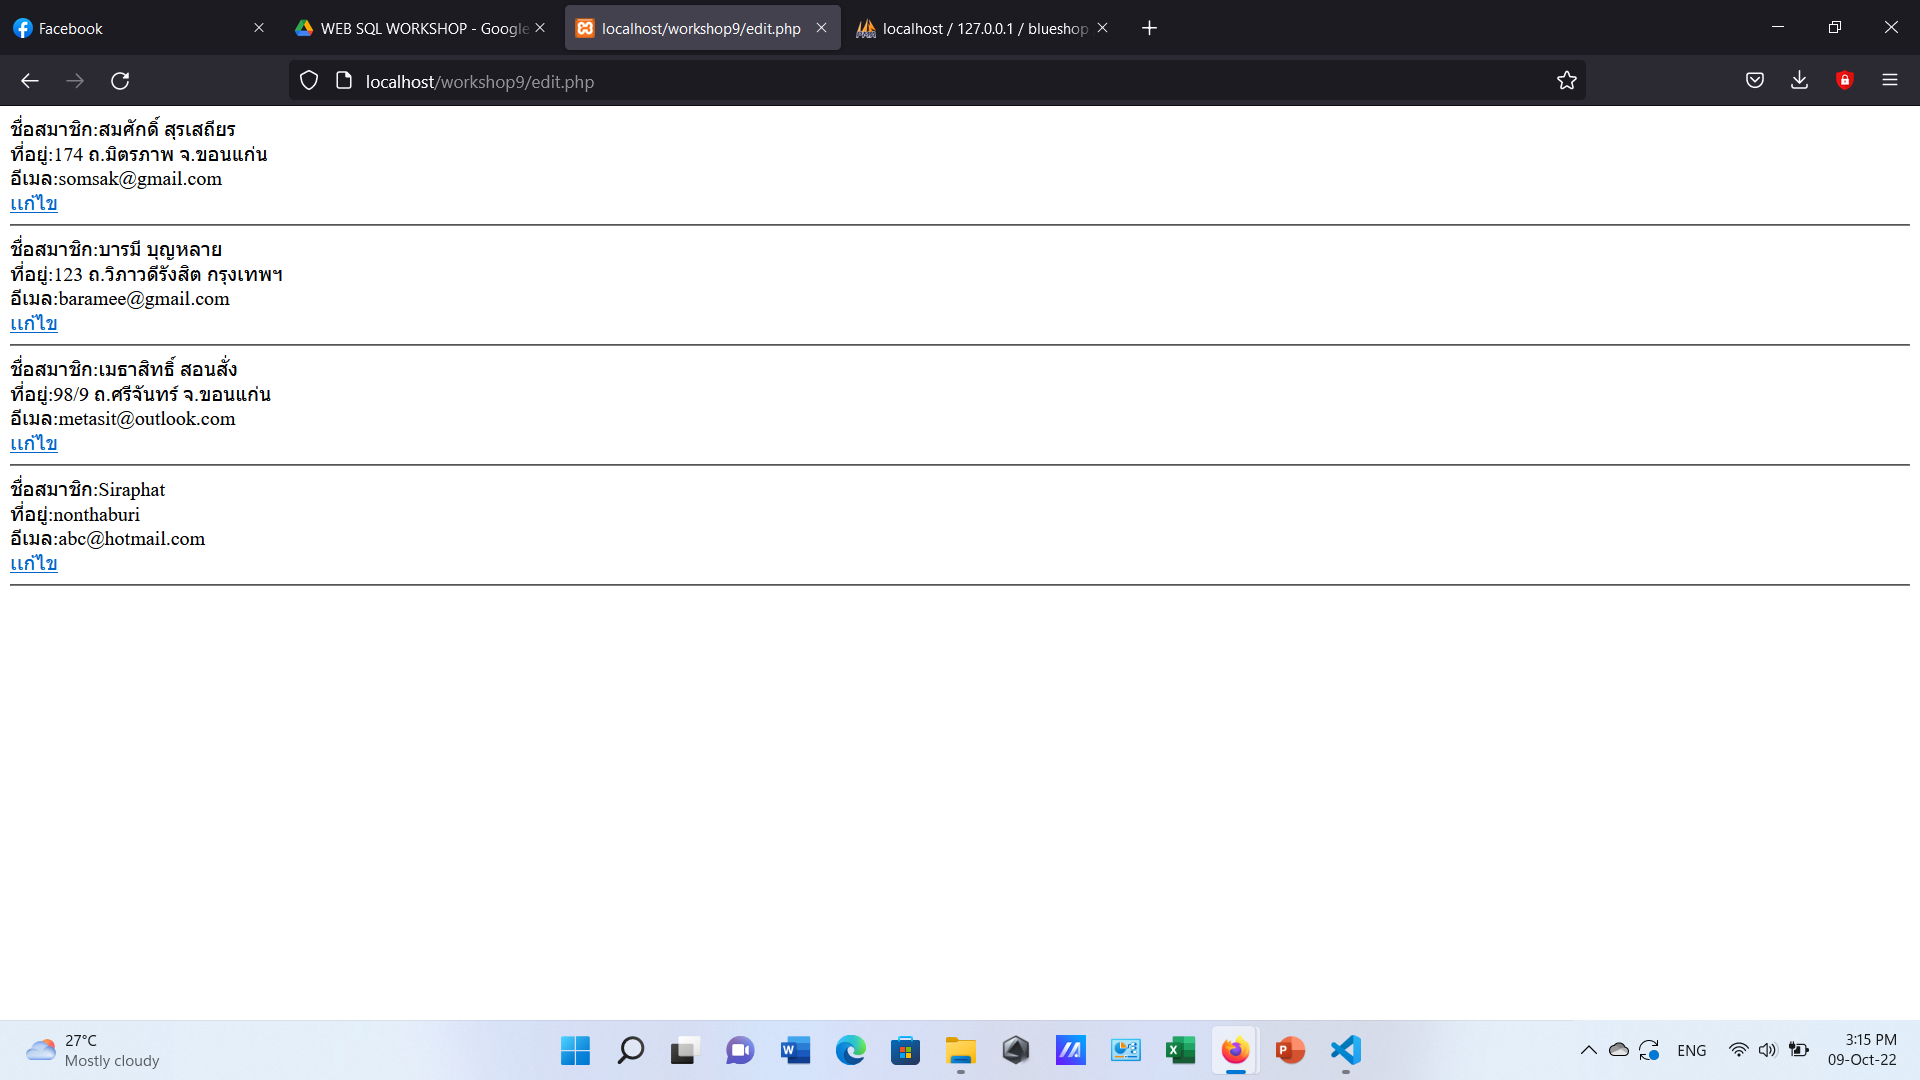 Facebook
WEB SQL WORKSHOP - Google
localhost/workshop9/edit.php
localhost / 127.0.0.1 / blueshop
localhost/workshop9/edit.php
ชื่อสมาชิก:สมศักดิ์ สุรเสถียร
ที่อยู่:174 ถ.มิตรภาพ จ.ขอนแก่น
อีเมล:somsak@gmail.com
แก้ไข
ชื่อสมาชิก:บารมี บุญหลาย
ที่อยู่:123 ถ.วิภาวดีรังสิต กรุงเทพฯ
อีเมล:baramee@gmail.com
แก้ไข
ชื่อสมาชิก:เมธาสิทธิ์ สอนสั่ง
ที่อยู่:98/9 ถ.ศรีจันทร์ จ.ขอนแก่น
อีเมล:metasit@outlook.com
แก้ไข
ชื่อสมาชิก:Siraphat
ที่อยู่:nonthaburi
อีเมล:abc@hotmail.com
แก้ไข
27°C
Mostly cloudy
ENG
3:15 PM
09-Oct-22